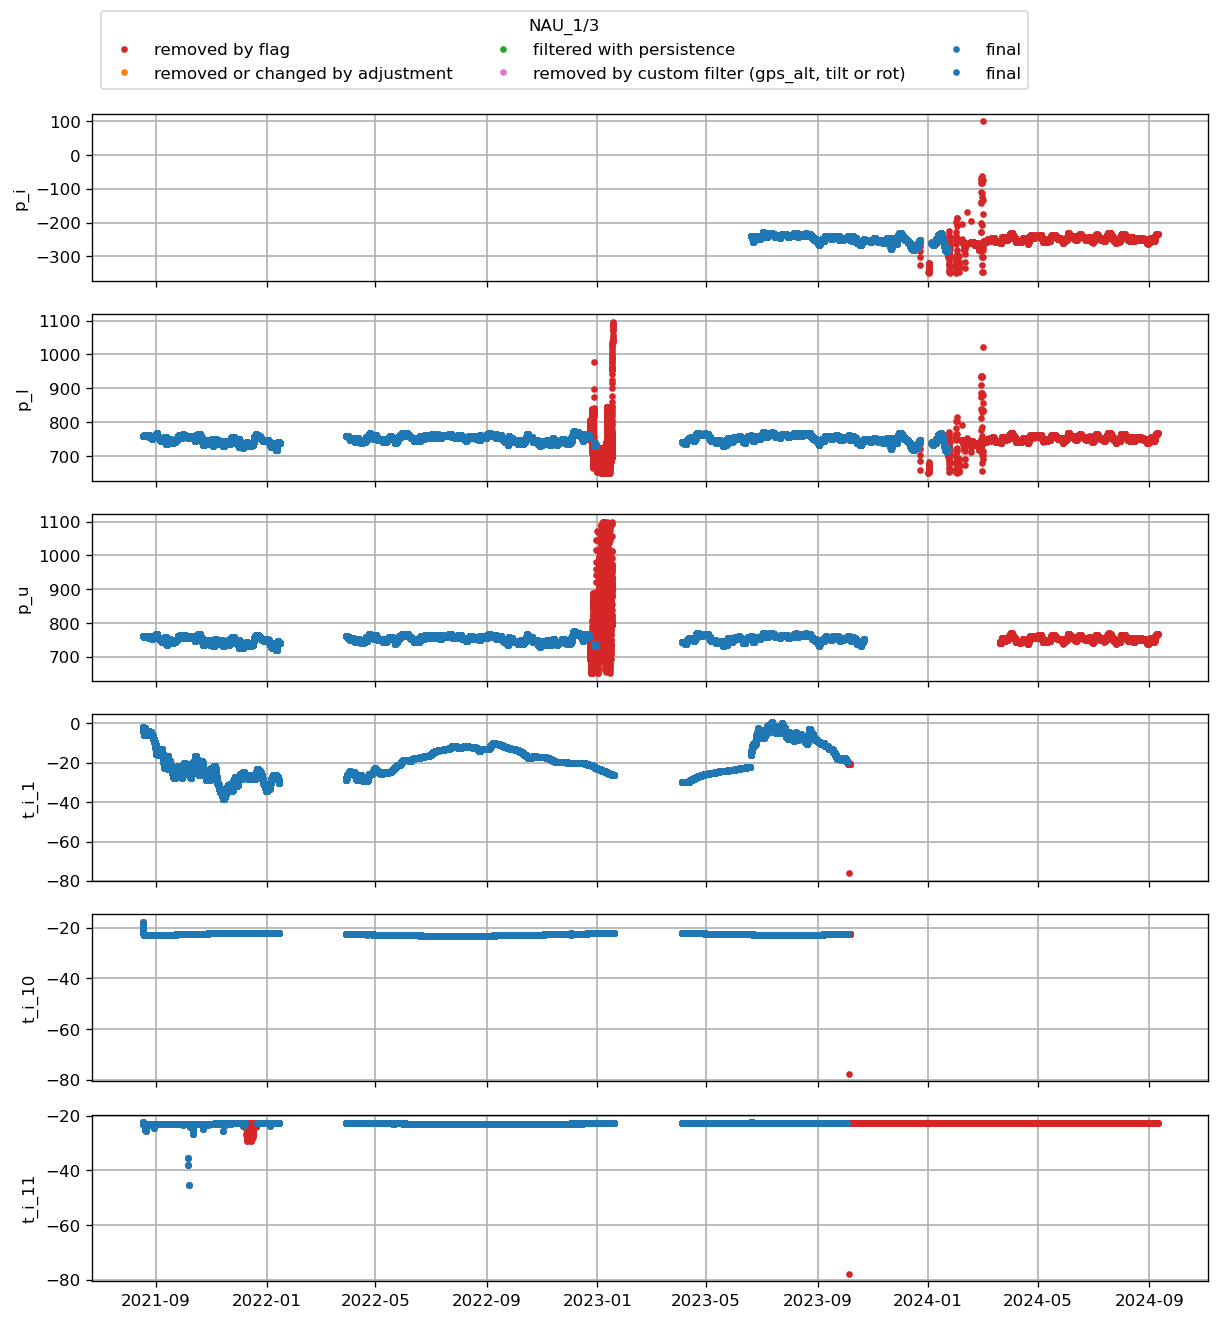 NAU_1/3
removed by flag filtered with persistence final
removed or changed by adjustment removed by custom filter (gps_alt, tilt or rot) final
100
0
−100
−200
−300
p_i
1100
1000
900
800
700
p_l
1100
1000
900
800
700
p_u
0
−20
−40
−60
−80
t_i_1
−20
−40
−60
−80
t_i_10
−20
−40
−60
−80
t_i_11
2021-09 2022-01 2022-05 2022-09 2023-01 2023-05 2023-09 2024-01 2024-05 2024-09